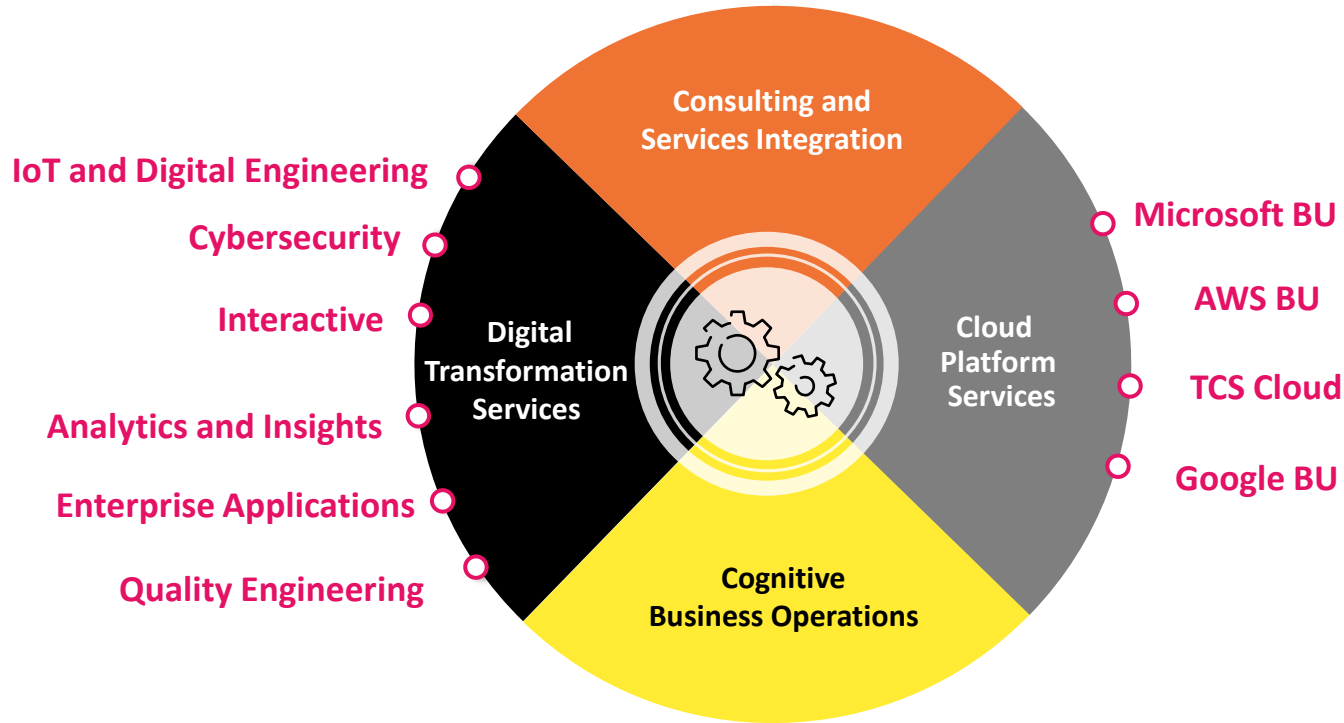 Consulting and
Services Integration
IoT and Digital Engineering
Cybersecurity
Interactive
Analytics and Insights
Enterprise Applications
Quality Engineering
Digital
Transformation
Services
Cloud
Platform
Services
Microsoft BU
AWS BU
TCS Cloud
Google BU
Cognitive
Business Operations